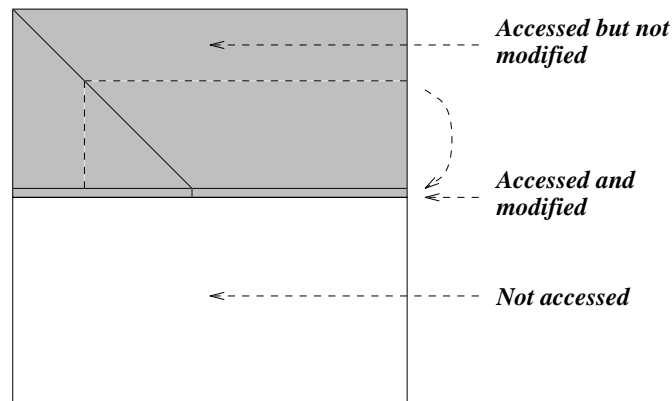 Accessed but not
modified
Accessed and
modified
Not accessed